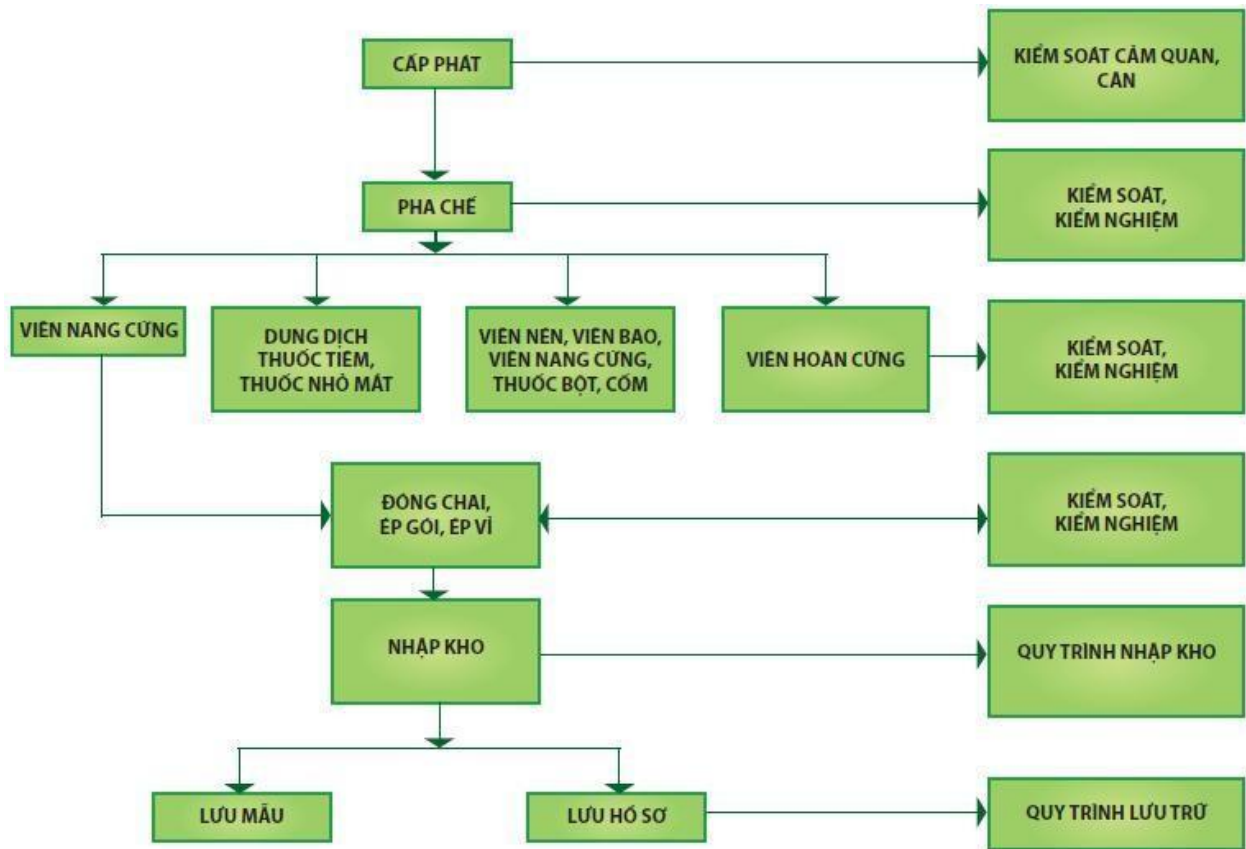 CẤP PHÁT
KIỂM SOÁT CẢM QUAN,
CÂN
PHA CHẾ
KIỂM SOÁT,
KIỂM NGHIỆM
VIÊN NANG CỨNG
DUNG DỊCH
THUỐC TIÊM,
THUỐC NHỎ MẮT
VIÊN NÉN, VIÊN BAO,
VIÊN NANG CỨNG,
THUỐC BỘT, CỐM
VIÊN HOÀN CỨNG
KIỂM SOÁT,
KIỂM NGHIỆM
ĐÓNG CHAI,
ÉP GÓI, ÉP VỈ
KIỂM SOÁT,
KIỂM NGHIỆM
NHẬP KHO
QUY TRÌNH NHẬP KHO
LƯU MẪU
LƯU HỒ SƠ
QUY TRÌNH LƯU TRỮ